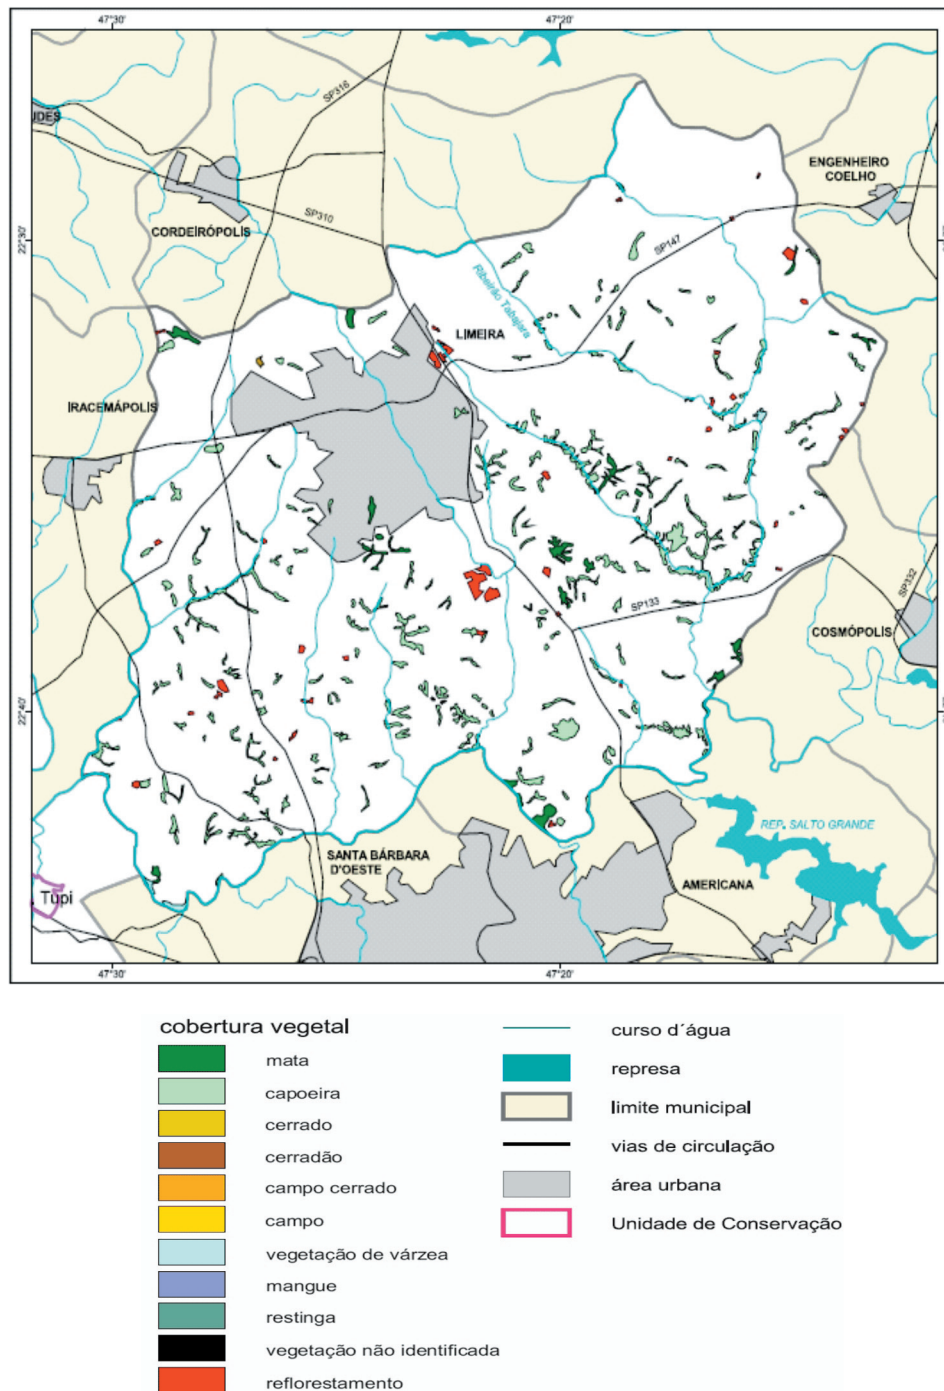 47°30'
47°20'
SP316
UDES
ENGENHEIRO
COELHO
SP310
CORDEIRÓPOLIS
22°30'
SP147
Ribeirão Tabajara
LIMEIRA
IRACEMÁPOLIS
SP332
SP133
COSMÓPOLIS
22°40'
REP. SALTO GRANDE
SANTA BÁRBARA
D'OESTE
AMERICANA
Tupi
47°30'
47°20'
cobertura vegetal
mata
capoeira
cerrado
cerradão
campo cerrado
campo
vegetação de várzea
mangue
restinga
vegetação não identificada
reflorestamento
curso d´água
represa
limite municipal
vias de circulação
área urbana
Unidade de Conservação